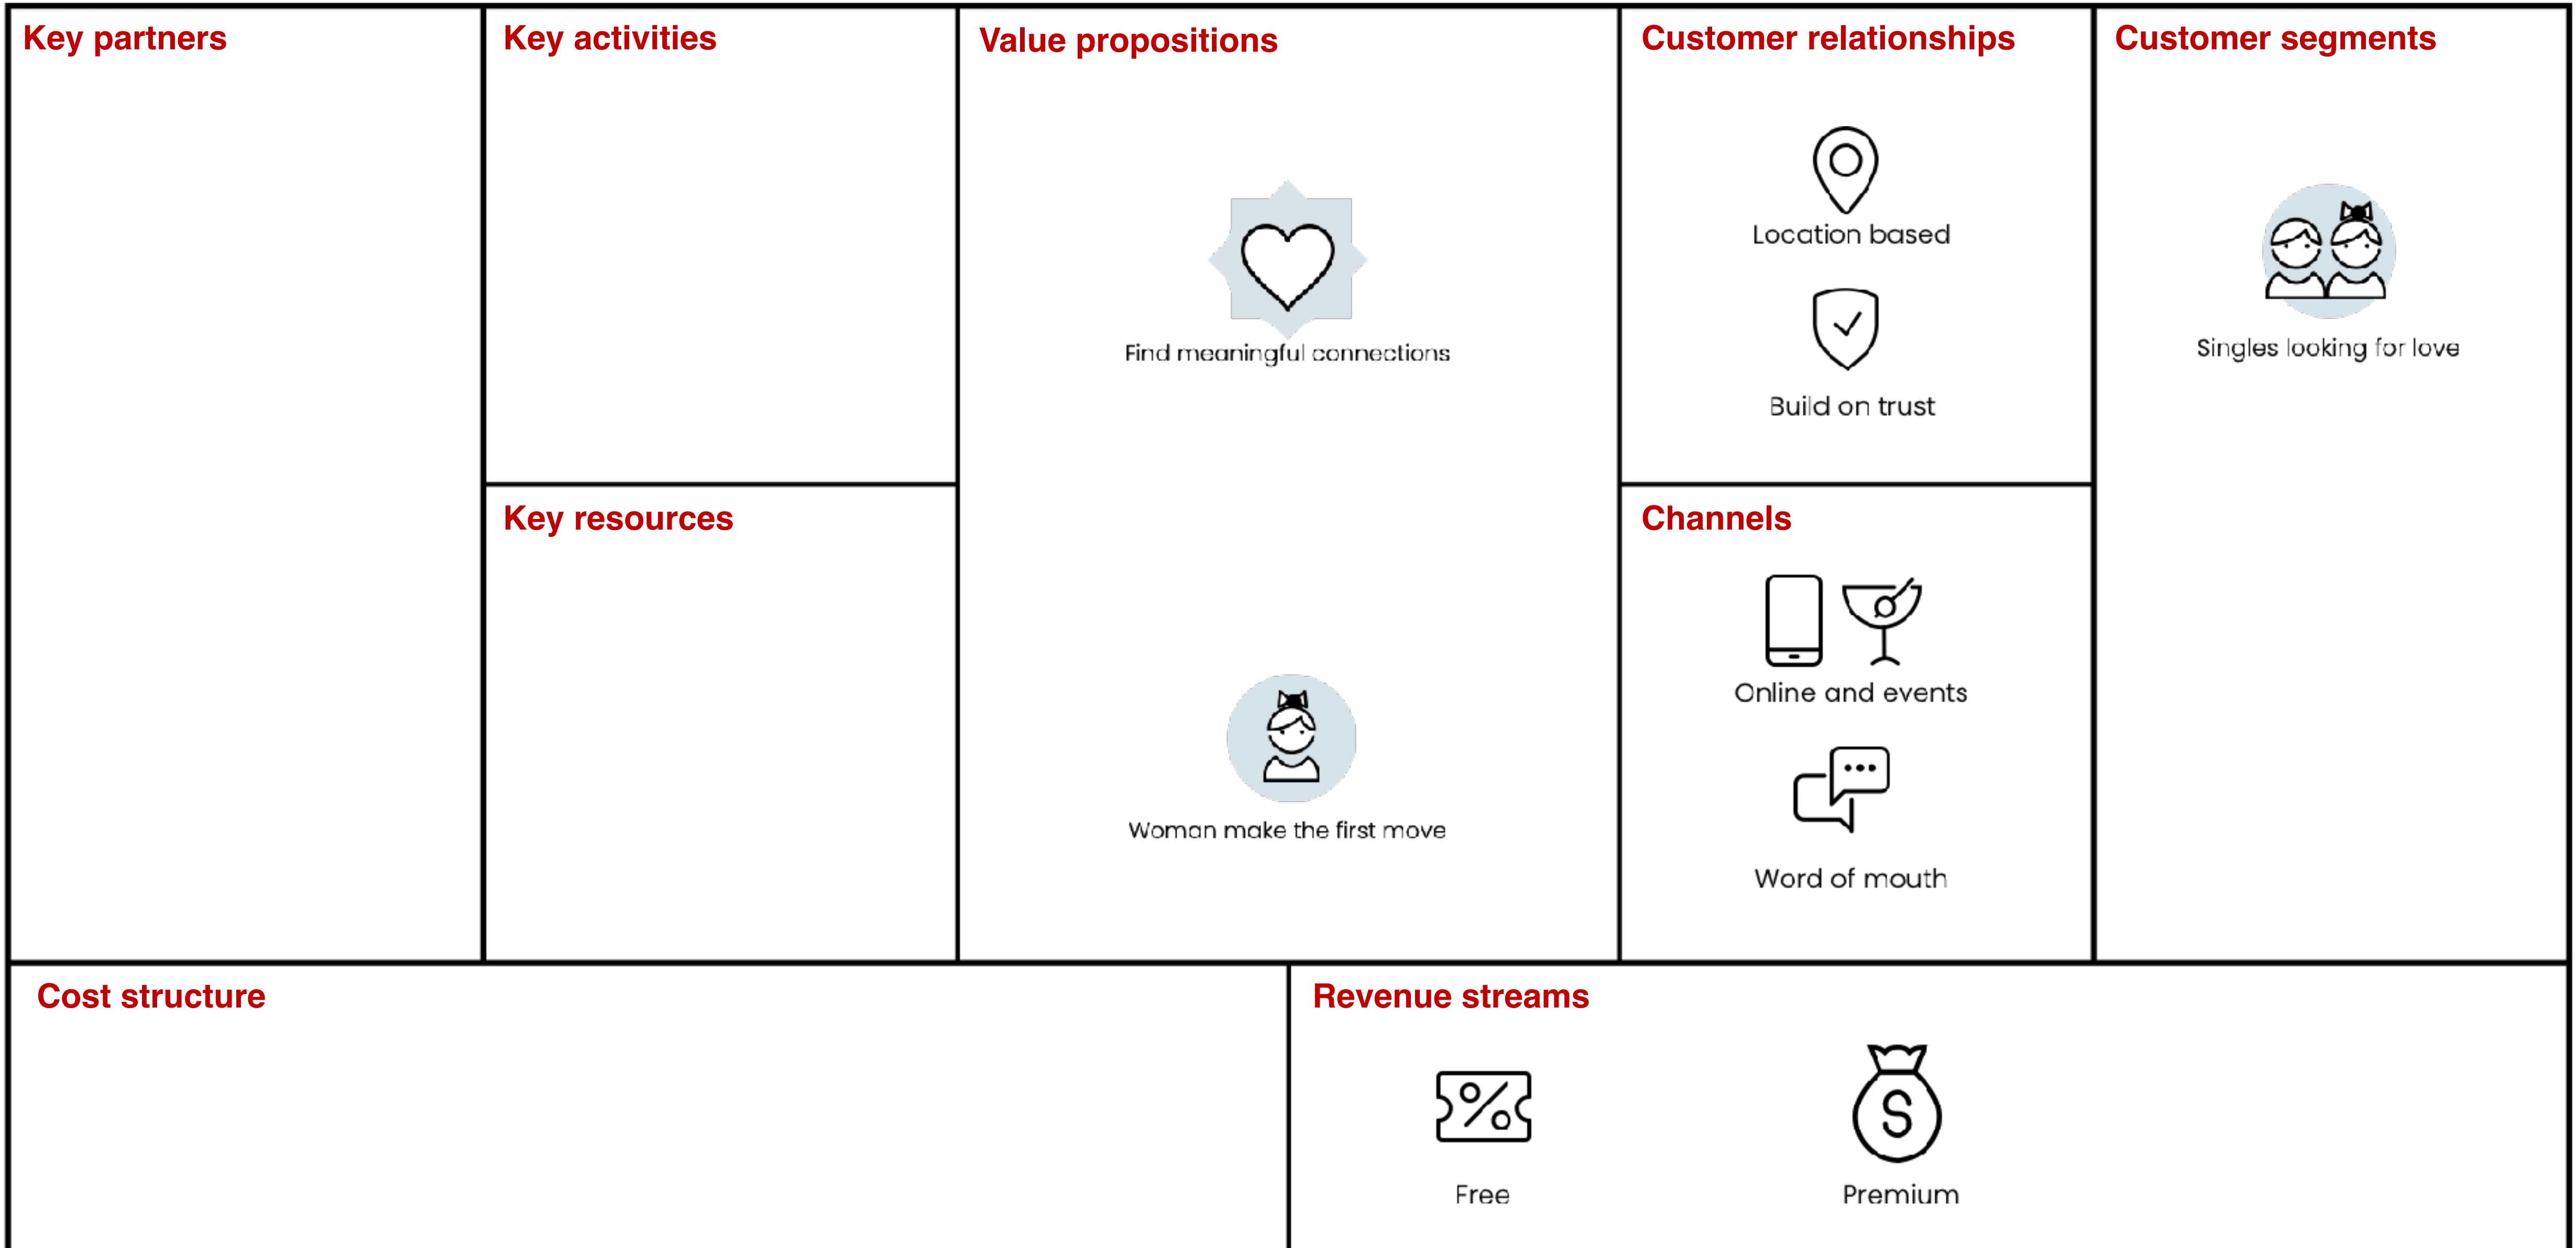 Key partners
Key activities
Value propositions
Customer relationships
Customer segments
Location based
Find meaningful connections
Singles looking for love
Build on trust
Key resources
Channels
Online and events
Woman make the first move
Word of mouth
Cost structure
Revenue streams
%
S
Free
Premium